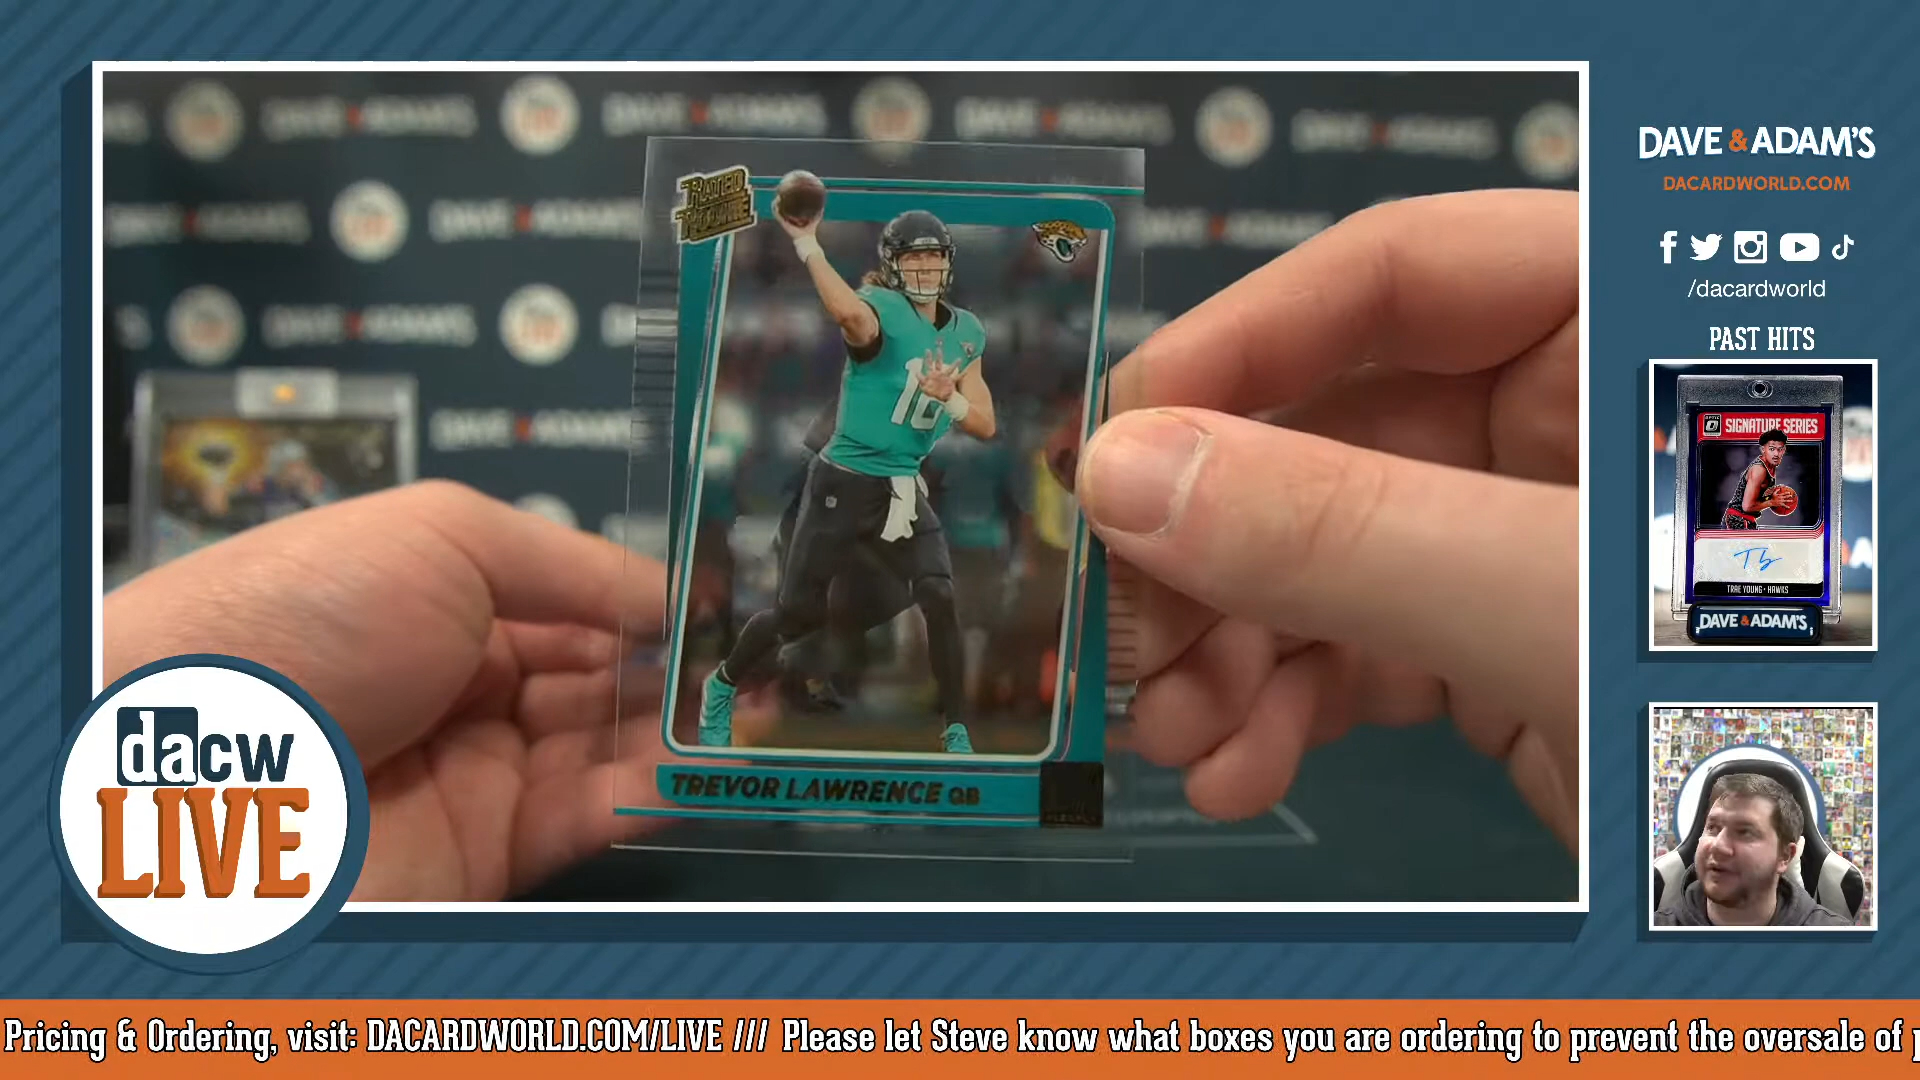 DAVE & ADAM'S
DACARDWORLD.COM
/dacardworld
PAST HITS
SIGNATURE SERIES
TRAE YOUNG • HAWKS
DAVE & ADAM'S
RATED
ROOKIE
16
TREVOR LAWRENCE QB
dacw
LIVE
Pricing & Ordering, visit: DACARDWORLD.COM/LIVE /// Please let Steve know what boxes you are ordering to prevent the oversale of